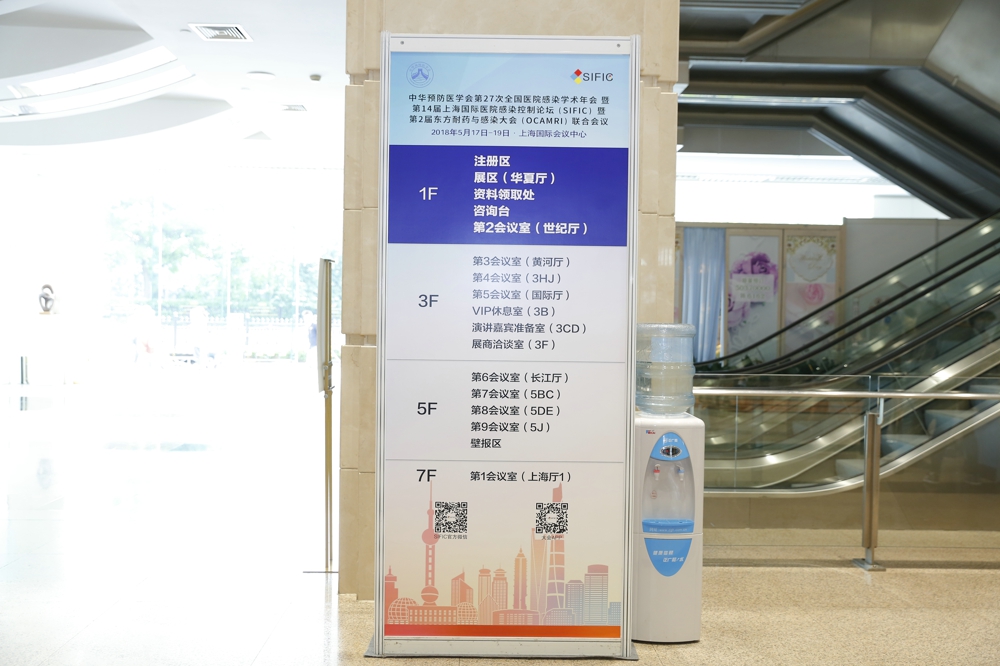 SIFIC
中华预防医学会第27次全国医院感染学术年会 暨
第14届上海国际医院感染控制论坛（SIFIC）暨
第2届东方耐药与感染大会（OCAMRI）联合会议
2018年5月17日-19日 · 上海国际会议中心
1F
注册区
展区（华夏厅）
资料领取处
咨询台
第2会议室（世纪厅）
3F
第3会议室（黄河厅）
第4会议室（3HJ）
第5会议室（国际厅）
VIP休息室（3B）
演讲嘉宾准备室（3CD）
展商洽谈室（3F）
5F
第6会议室（长江厅）
第7会议室（5BC）
第8会议室（5DE）
第9会议室（5J）
壁报区
7F
第1会议室（上海厅1）
SIFIC官方微信